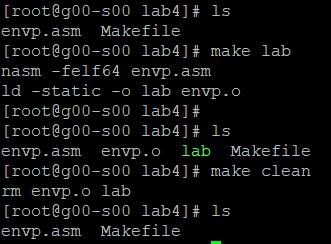 [root@g00-s00 lab4]# ls
envp.asm  Makefile
[root@g00-s00 lab4]# make lab
nasm -felf64 envp.asm
ld -static -o lab envp.o
[root@g00-s00 lab4]#
[root@g00-s00 lab4]# ls
envp.asm  envp.o  lab  Makefile
[root@g00-s00 lab4]# make clean
rm envp.o lab
[root@g00-s00 lab4]# ls
envp.asm  Makefile